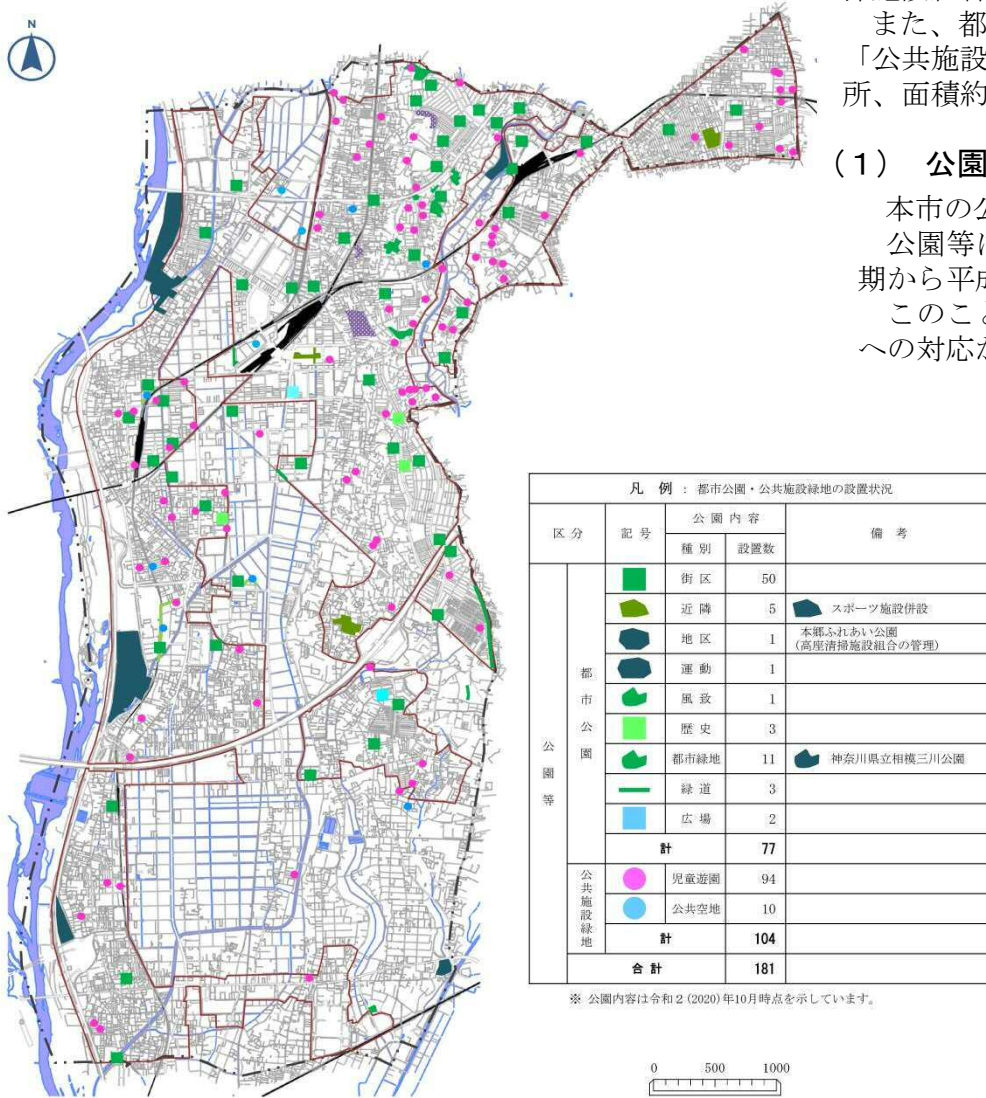 N
また、都
「公共施設
所、面積約
(1) 公園
本市の公
公園等に
期から平成
このこと
への対応が
凡 例 : 都市公園・公共施設緑地の設置状況
区 分 記 号 公 園 内 容 備 考
種 別 設置数
公園等
都市公園
街 区 50
近 隣 5 スポーツ施設併設
地 区 1 本郷ふれあい公園
(高座清掃施設組合の管理)
運 動 1
風 致 1
歴 史 3
都市緑地 11 神奈川県立相模三川公園
緑 道 3
広 場 2
計 77
公共施設緑地
児童遊園 94
公共空地 10
計 104
合 計 181
※ 公園内容は令和2(2020)年10月時点を示しています。
0 500 1000